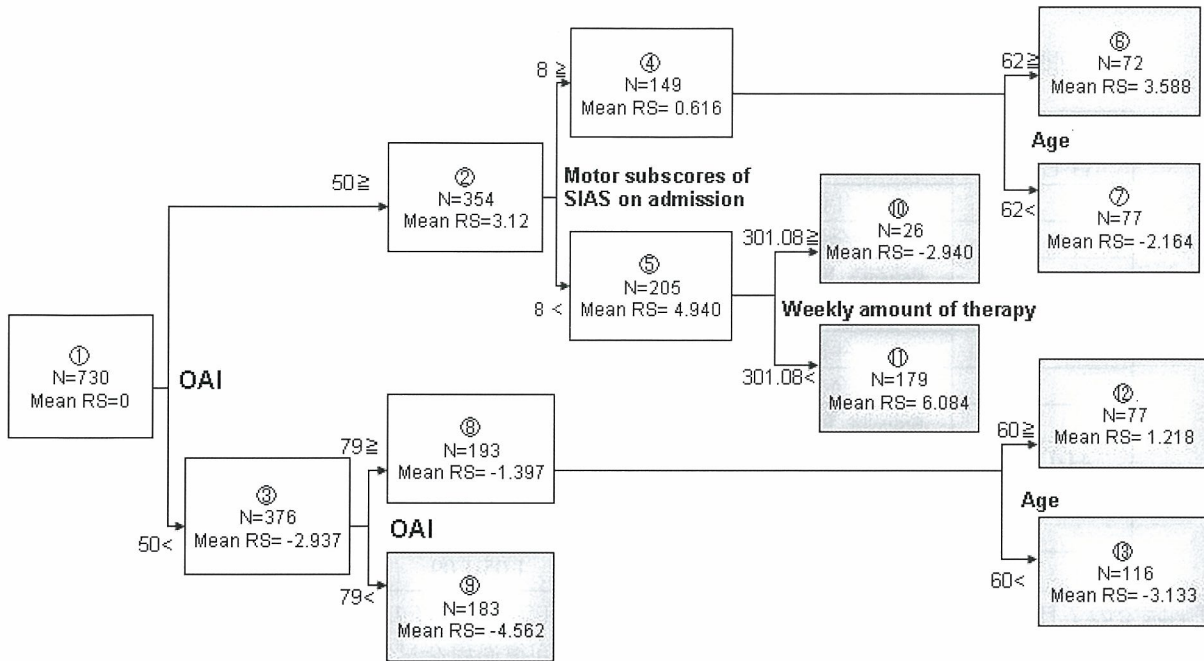 ①
N=730
Mean RS=0
OAI
50≧
②
N=354
Mean RS=3.12
50<
③
N=376
Mean RS= -2.937
Motor subscores of
SIAS on admission
8 ≧
④
N=149
Mean RS= 0.616
8 <
⑤
N=205
Mean RS= 4.940
Age
62≧
⑥
N=72
Mean RS= 3.588
62<
⑦
N=77
Mean RS= -2.164
Weekly amount of therapy
301.08≧
⑩
N=26
Mean RS= -2.940
301.08<
⑪
N=179
Mean RS= 6.084
OAI
79≧
⑧
N=193
Mean RS= -1.397
79<
⑨
N=183
Mean RS= -4.562
Age
60≧
⑫
N=77
Mean RS= 1.218
60<
⑬
N=116
Mean RS= -3.133